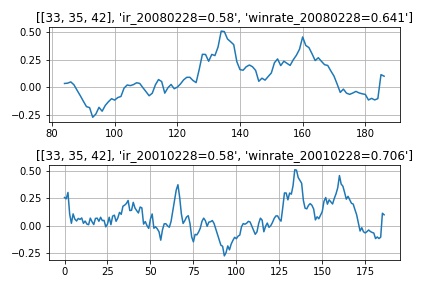 [[33, 35, 42], 'ir_20080228=0.58', 'winrate_20080228=0.641']
0.50
0.25
0.00
−0.25
80 100 120 140 160 180
[[33, 35, 42], 'ir_20010228=0.58', 'winrate_20010228=0.706']
0.50
0.25
0.00
−0.25
0 25 50 75 100 125 150 175